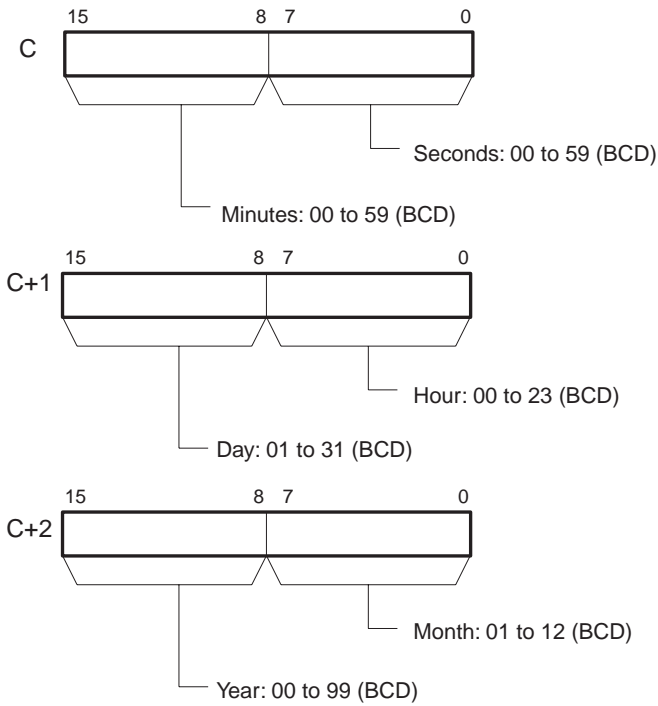 15 8 7 0
C
Seconds: 00 to 59 (BCD)
Minutes: 00 to 59 (BCD)
15 8 7 0
C+1
Hour: 00 to 23 (BCD)
Day: 01 to 31 (BCD)
15 8 7 0
C+2
Month: 01 to 12 (BCD)
Year: 00 to 99 (BCD)